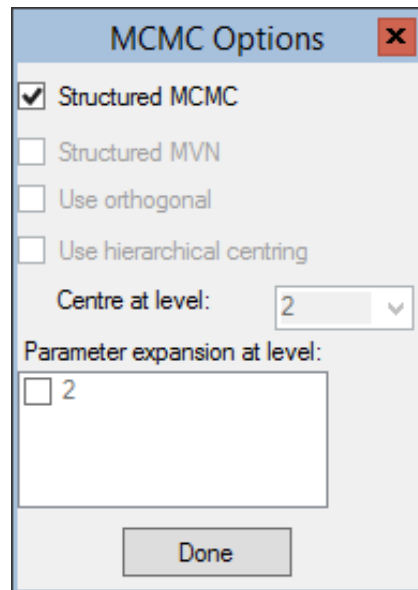 MCMC Options
Structured MCMC
Structured MVN
Use orthogonal
Use hierarchical centring
Centre at level: 2
Parameter expansion at level:
2
Done